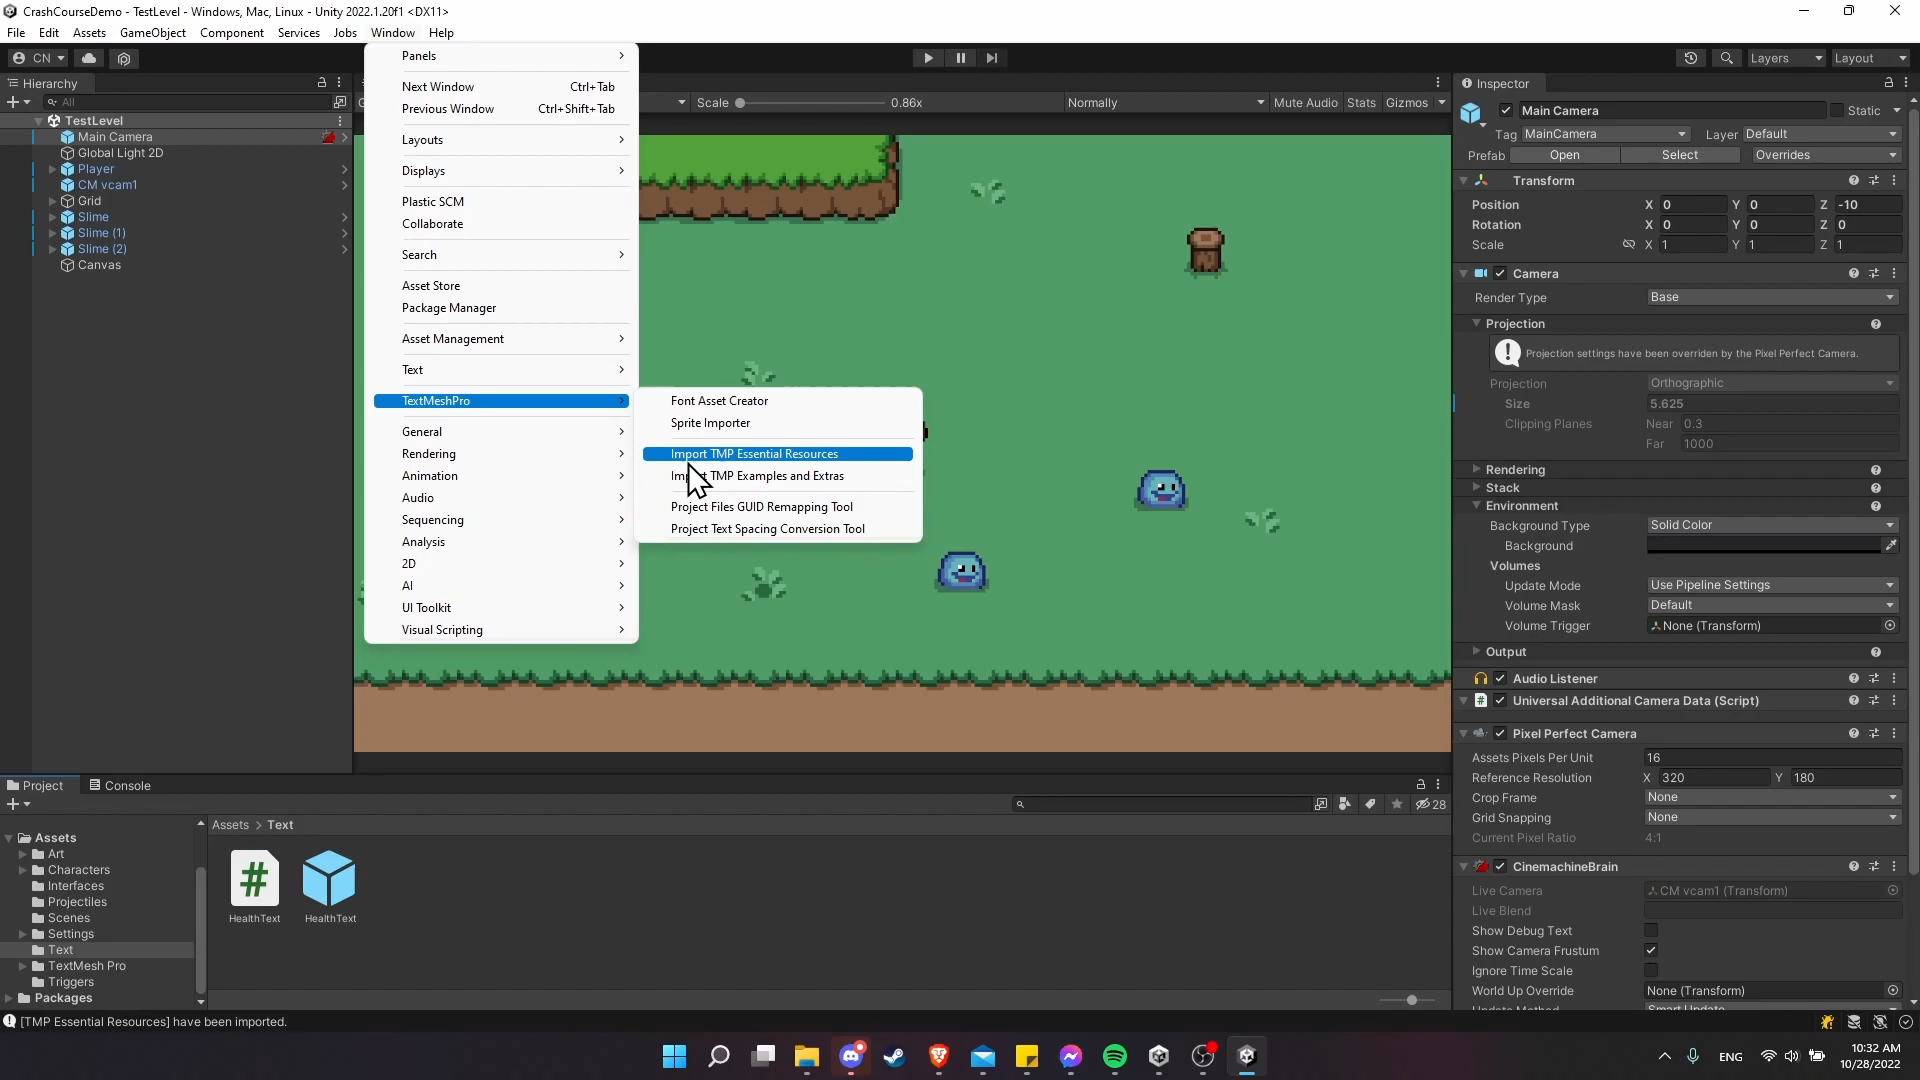 CrashCourseDemo - TestLevel - Windows, Mac, Linux - Unity 2022.1.20f1 <DX11>
File Edit Assets GameObject Component Services Jobs Window Help
CN Layers Layout
Hierarchy
All
TestLevel
Main Camera
Global Light 2D
Player
CM vcam1
Grid
Slime
Slime (1)
Slime (2)
Canvas
Panels
Next Window Ctrl+Tab
Previous Window Ctrl+Shift+Tab
Layouts
Displays
Plastic SCM
Collaborate
Search
Asset Store
Package Manager
Asset Management
Text
TextMeshPro
General
Rendering
Animation
Audio
Sequencing
Analysis
2D
AI
UI Toolkit
Visual Scripting
Font Asset Creator
Sprite Importer
Import TMP Essential Resources
TMP Examples and Extras
Project Files GUID Remapping Tool
Project Text Spacing Conversion Tool
Scale 0.86x Normally Mute Audio Stats Gizmos
Inspector
Main Camera Static
Tag MainCamera Layer Default
Prefab Open Select Overrides
Transform
Position X 0 Y 0 Z -10
Rotation X 0 Y 0 Z 0
Scale X 1 Y 1 Z 1
Camera
Render Type Base
Projection
Projection settings have been overriden by the Pixel Perfect Camera.
Projection Orthographic
Size 5.625
Clipping Planes Near 0.3
Far 1000
Rendering
Stack
Environment
Background Type Solid Color
Background
Volumes
Update Mode Use Pipeline Settings
Volume Mask Default
Volume Trigger None (Transform)
Output
Audio Listener
Universal Additional Camera Data (Script)
Pixel Perfect Camera
Assets Pixels Per Unit 16
Reference Resolution X 320 Y 180
Crop Frame None
Grid Snapping None
Current Pixel Ratio 4:1
CinemachineBrain
Live Camera CM vcam1 (Transform)
Live Blend
Show Debug Text
Show Camera Frustum
Ignore Time Scale
World Up Override None (Transform)
Project Console
28
Assets
Art
Characters
Interfaces
Projectiles
Scenes
Settings
Text
TextMesh Pro
Triggers
Packages
Assets > Text
HealthText HealthText
[TMP Essential Resources] have been imported.
ENG
10:32 AM
10/28/2022